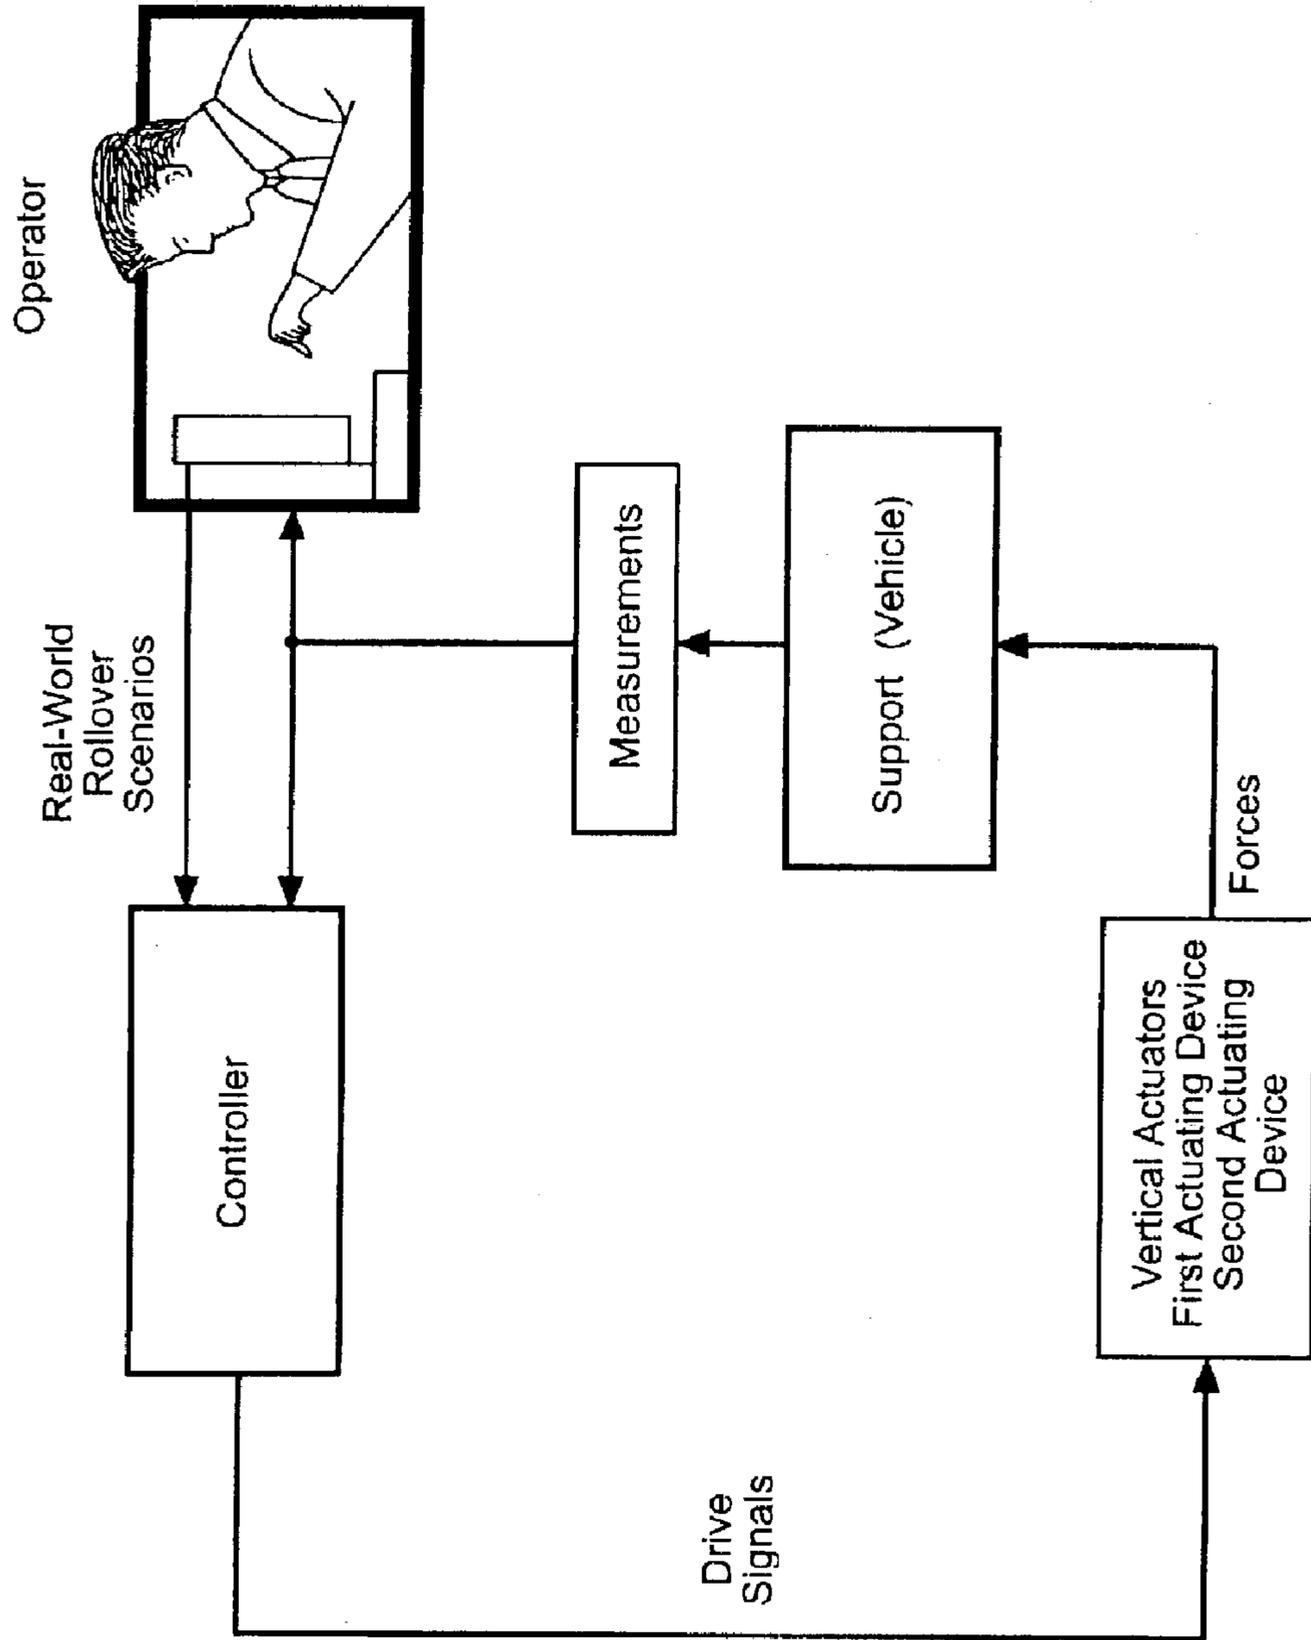 Operator
Real-World
Rollover
Scenarios
Controller
Measurements
Support (Vehicle)
Forces
Vertical Actuators
First Actuating Device
Second Actuating
Device
Drive
Signals